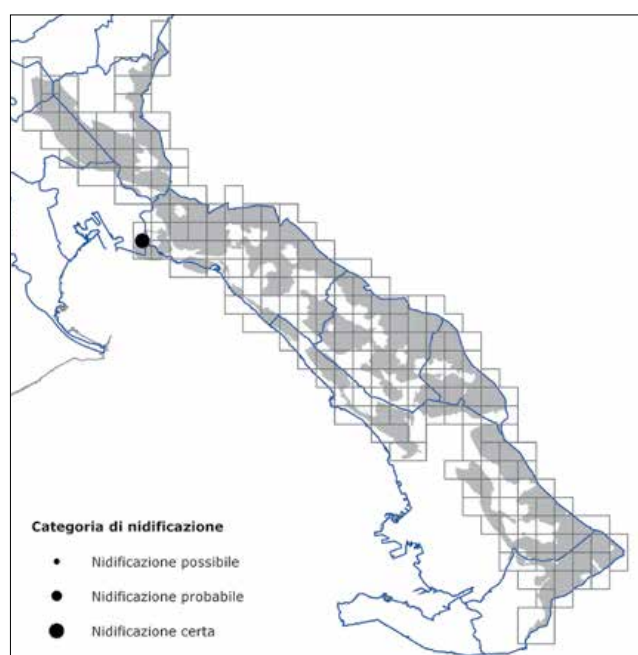 Categoria di nidificazione
Nidificazione possibile
Nidificazione probabile
Nidificazione certa